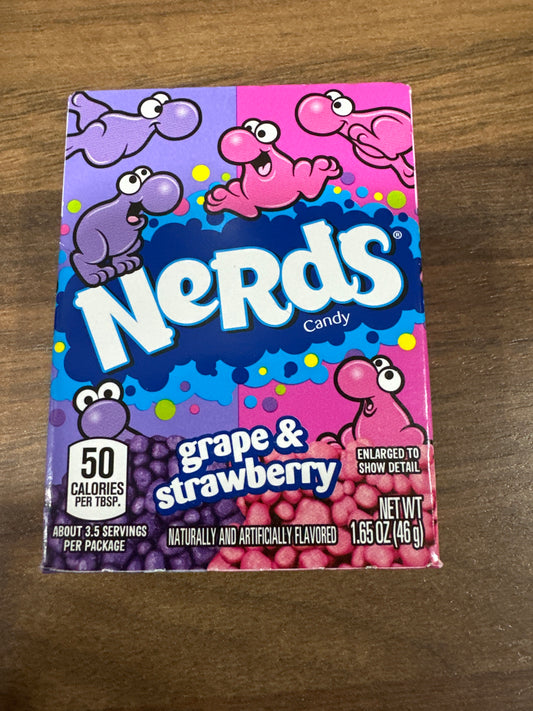 NeRdS®
Candy
grape &
strawberry
50
CALORIES
PER TBSP.
ABOUT 3.5 SERVINGS
PER PACKAGE
NATURALLY AND ARTIFICIALLY FLAVORED
ENLARGED TO
SHOW DETAIL
NET WT
1.65 OZ (46 g)